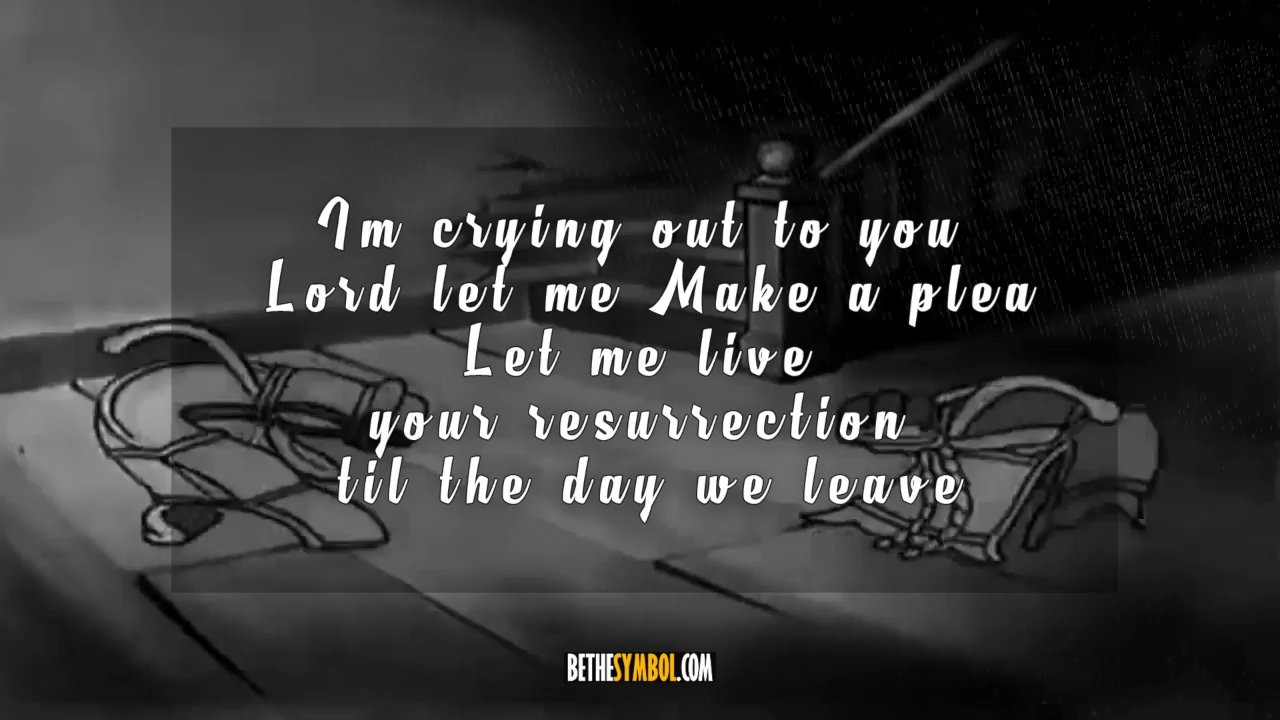 Im crying out to you
Lord let me Make a plea
Let me live
your resurrection
til the day we leave
BETHESYMBOL.COM